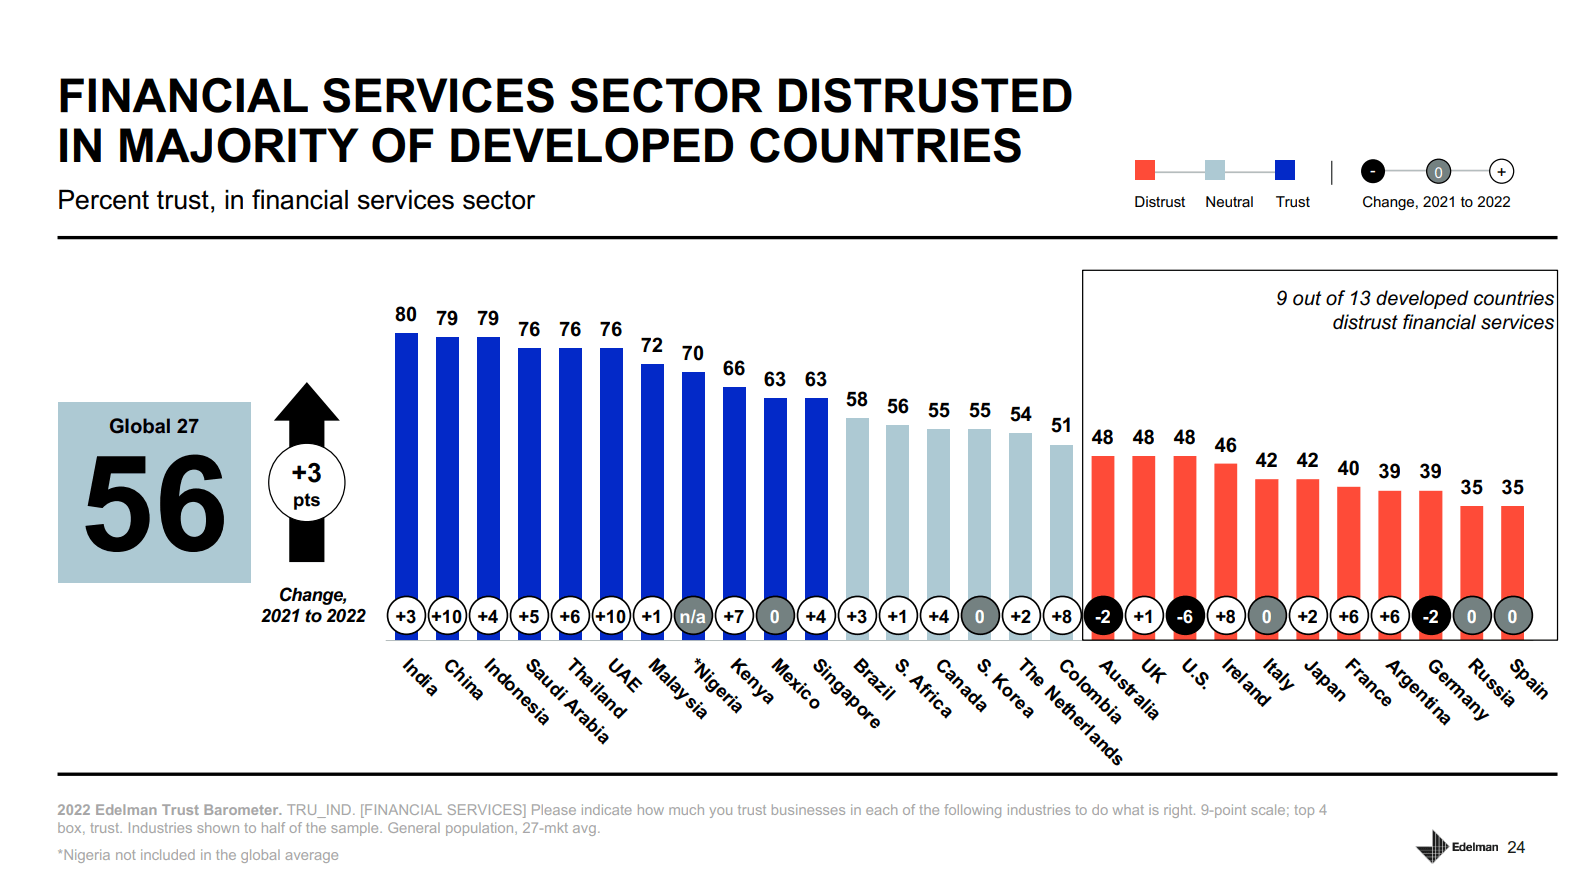 FINANCIAL SERVICES SECTOR DISTRUSTED
IN MAJORITY OF DEVELOPED COUNTRIES
Percent trust, in financial services sector
- 0 +
Distrust Neutral Trust Change, 2021 to 2022
9 out of 13 developed countries
distrust financial services
Global 27
56
+3
pts
Change,
2021 to 2022
80 79 79 76 76 76 72 70 66 63 63 58 56 55 55 54 51 48 48 48 46 42 42 40 39 39 35 35
+3 +10 +4 +5 +6 +10 +1 n/a +7 0 +4 +3 +1 +4 0 +2 +8 -2 +1 -6 +8 0 +2 +6 +6 -2 0 0
India
China
Indonesia
Saudi Arabia
Thailand
UAE
Malaysia
*Nigeria
Kenya
Mexico
Singapore
Brazil
S. Africa
Canada
S. Korea
The Netherlands
Colombia
Australia
UK
U.S.
Ireland
Italy
Japan
France
Argentina
Germany
Russia
Spain
2022 Edelman Trust Barometer. TRU_IND. [FINANCIAL SERVICES] Please indicate how much you trust businesses in each of the following industries to do what is right. 9-point scale; top 4
box, trust. Industries shown to half of the sample. General population, 27-mkt avg.
*Nigeria not included in the global average
Edelman 24